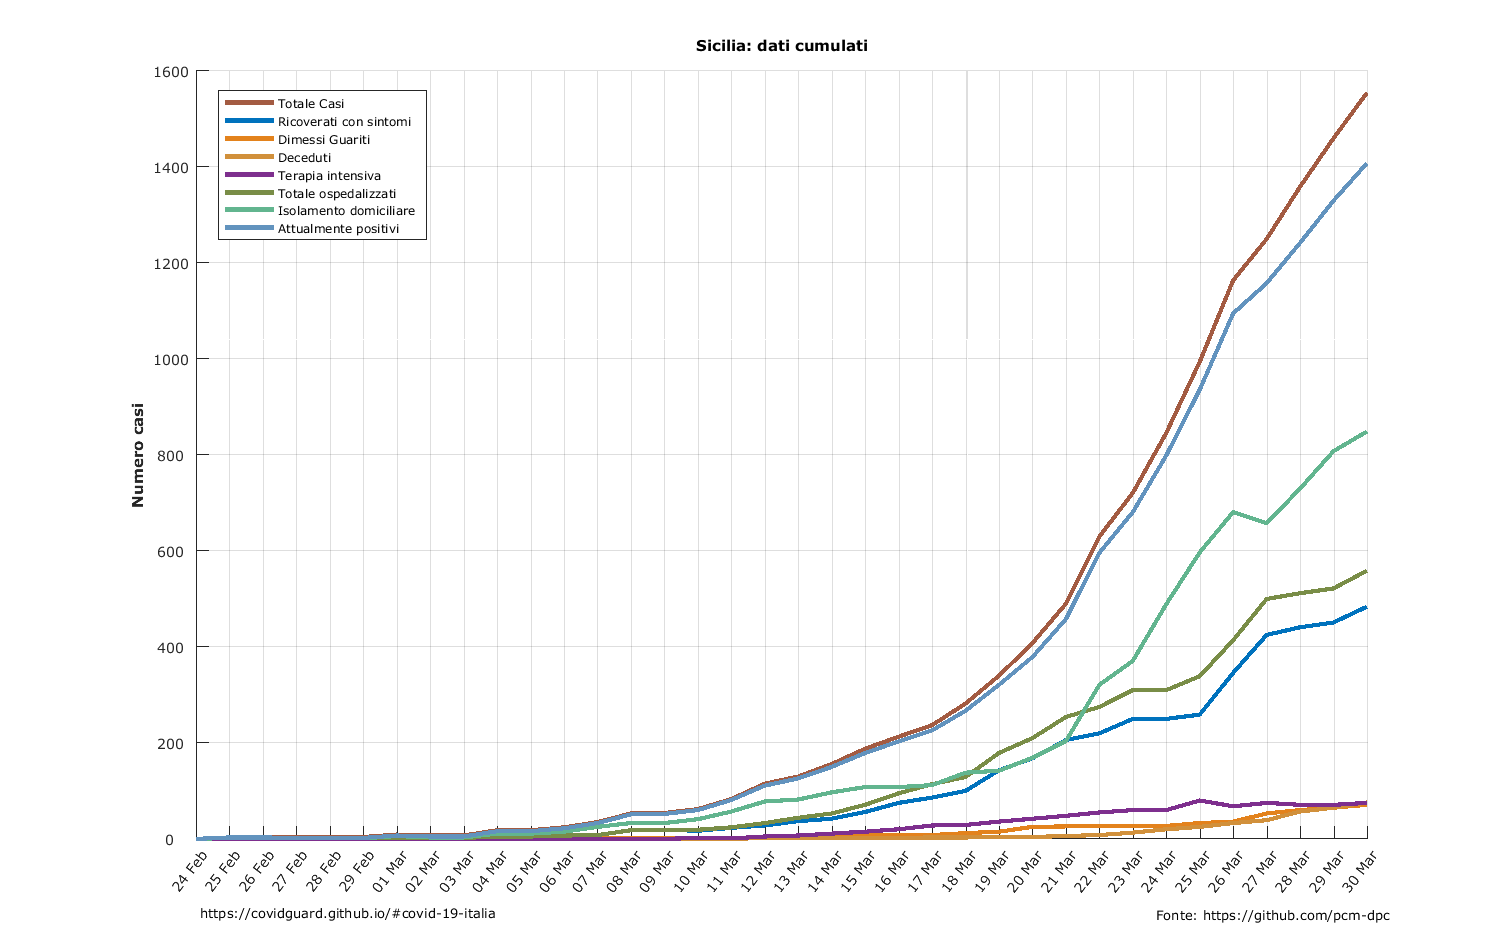 Sicilia: dati cumulati
Numero casi
1600
1400
1200
1000
800
600
400
200
0
Totale Casi
Ricoverati con sintomi
Dimessi Guariti
Deceduti
Terapia intensiva
Totale ospedalizzati
Isolamento domiciliare
Attualmente positivi
24 Feb
25 Feb
26 Feb
27 Feb
28 Feb
29 Feb
01 Mar
02 Mar
03 Mar
04 Mar
05 Mar
06 Mar
07 Mar
08 Mar
09 Mar
10 Mar
11 Mar
12 Mar
13 Mar
14 Mar
15 Mar
16 Mar
17 Mar
18 Mar
19 Mar
20 Mar
21 Mar
22 Mar
23 Mar
24 Mar
25 Mar
26 Mar
27 Mar
28 Mar
29 Mar
30 Mar
https://covidguard.github.io/#covid-19-italia
Fonte: https://github.com/pcm-dpc